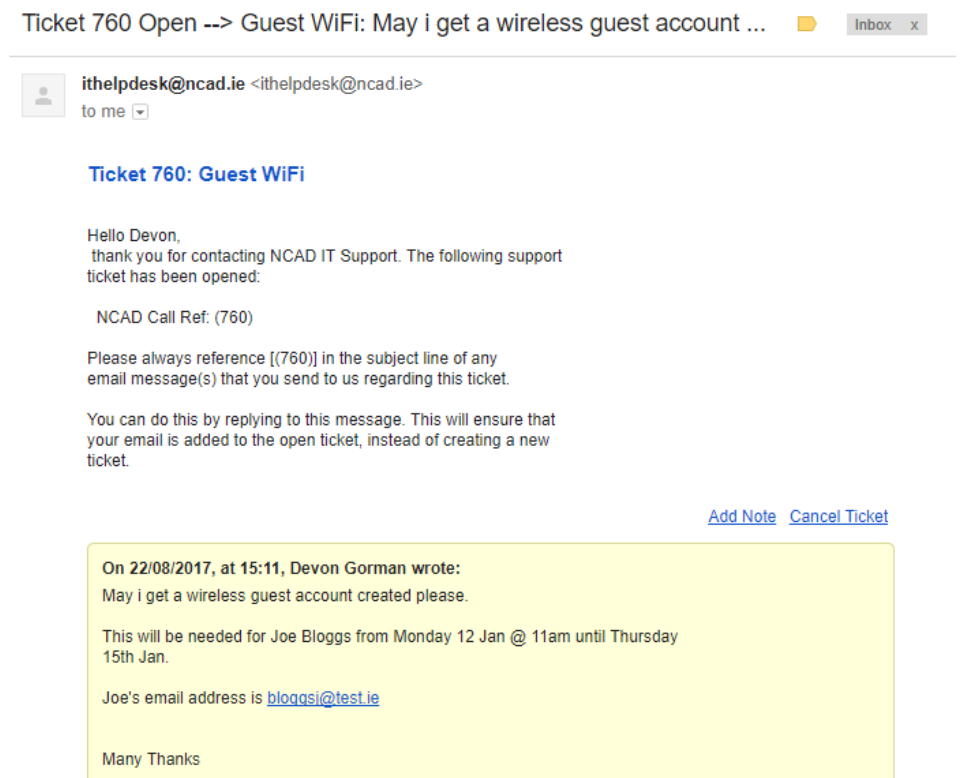 Ticket 760 Open --> Guest WiFi: May i get a wireless guest account ...
Inbox x
ithelpdesk@ncad.ie <ithelpdesk@ncad.ie>
to me
Ticket 760: Guest WiFi
Hello Devon,
thank you for contacting NCAD IT Support. The following support
ticket has been opened:
NCAD Call Ref: (760)
Please always reference [(760)] in the subject line of any
email message(s) that you send to us regarding this ticket.
You can do this by replying to this message. This will ensure that
your email is added to the open ticket, instead of creating a new
ticket.
Add Note Cancel Ticket
On 22/08/2017, at 15:11, Devon Gorman wrote:
May i get a wireless guest account created please.
This will be needed for Joe Bloggs from Monday 12 Jan @ 11am until Thursday
15th Jan.
Joe's email address is bloggsj@test.ie
Many Thanks